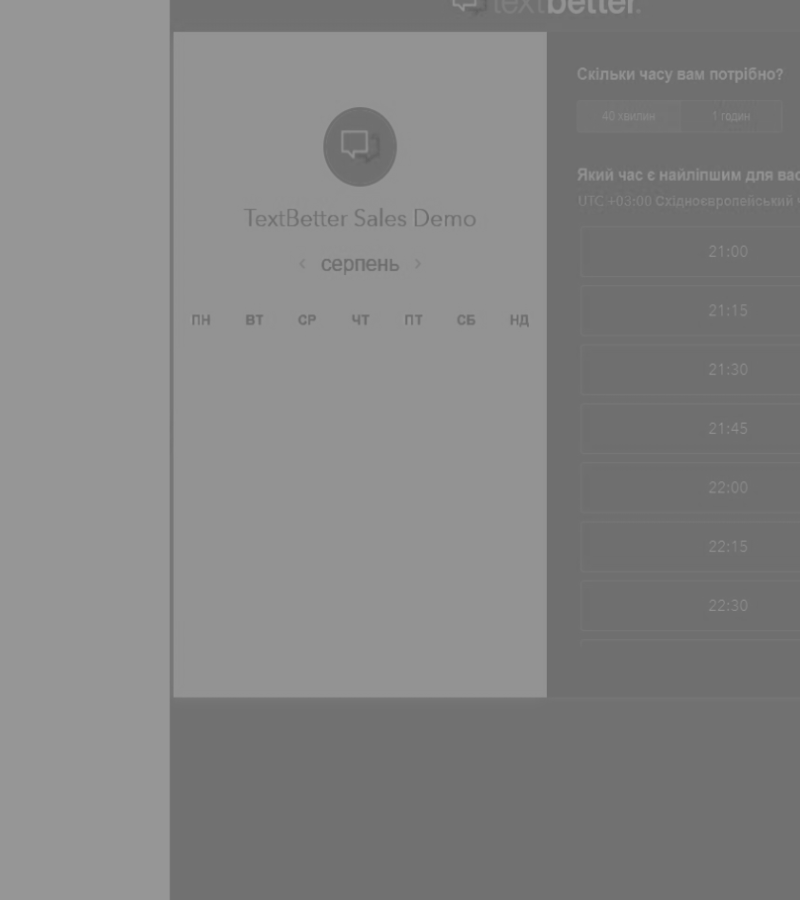 textbetter.
TextBetter Sales Demo
‹ серпень ›
ПН ВТ СР ЧТ ПТ СБ НД
Скільки часу вам потрібно?
40 хвилин 1 годин
Який час є найліпшим для вас
UTC +03:00 Східноєвропейський
21:00
21:15
21:30
21:45
22:00
22:15
22:30